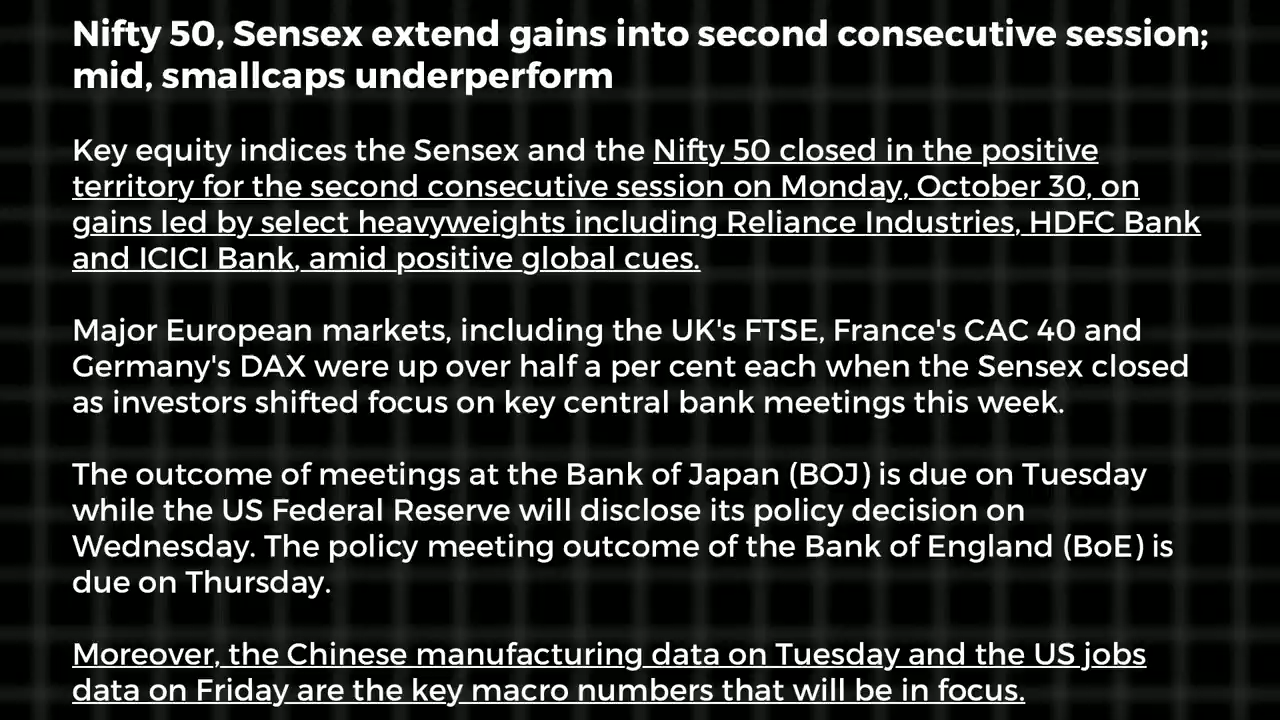 Nifty 50, Sensex extend gains into second consecutive session;
mid, smallcaps underperform
Key equity indices the Sensex and the Nifty 50 closed in the positive
territory for the second consecutive session on Monday, October 30, on
gains led by select heavyweights including Reliance Industries, HDFC Bank
and ICICI Bank, amid positive global cues.
Major European markets, including the UK's FTSE, France's CAC 40 and
Germany's DAX were up over half a per cent each when the Sensex closed
as investors shifted focus on key central bank meetings this week.
The outcome of meetings at the Bank of Japan (BOJ) is due on Tuesday
while the US Federal Reserve will disclose its policy decision on
Wednesday. The policy meeting outcome of the Bank of England (BoE) is
due on Thursday.
Moreover, the Chinese manufacturing data on Tuesday and the US jobs
data on Friday are the key macro numbers that will be in focus.